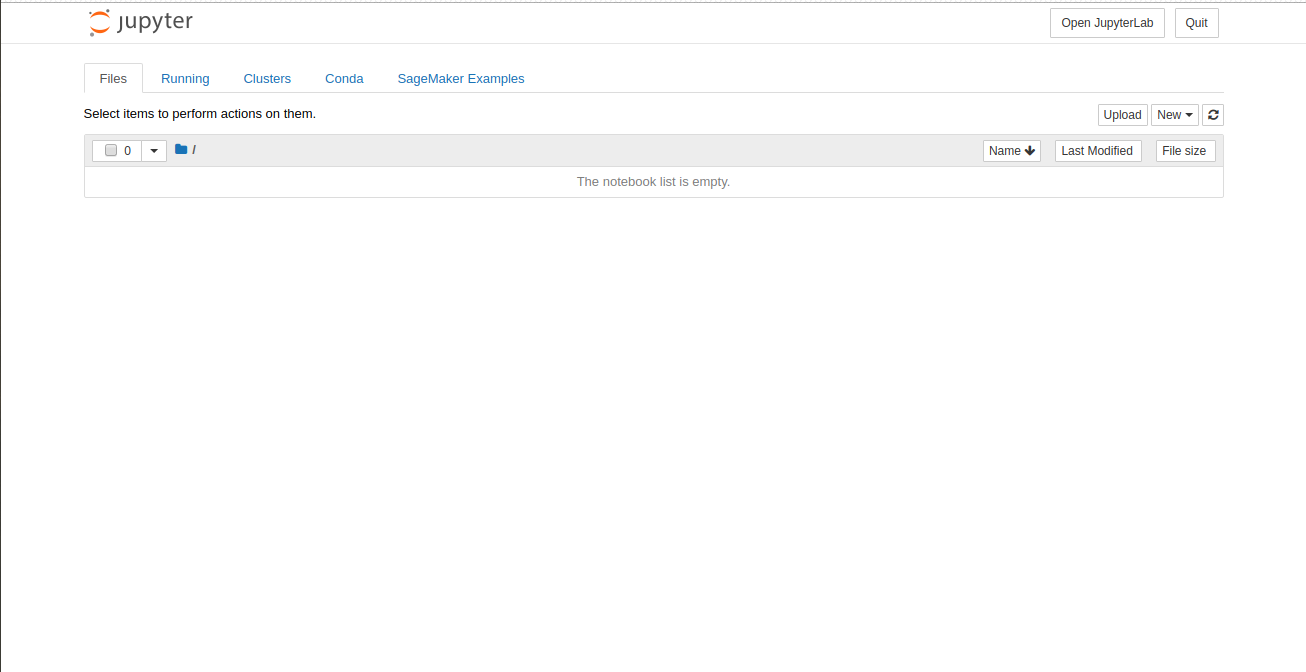 jupyter
Open JupyterLab
Quit
Files
Running
Clusters
Conda
SageMaker Examples
Select items to perform actions on them.
Upload
New
0
/
Name
Last Modified
File size
The notebook list is empty.